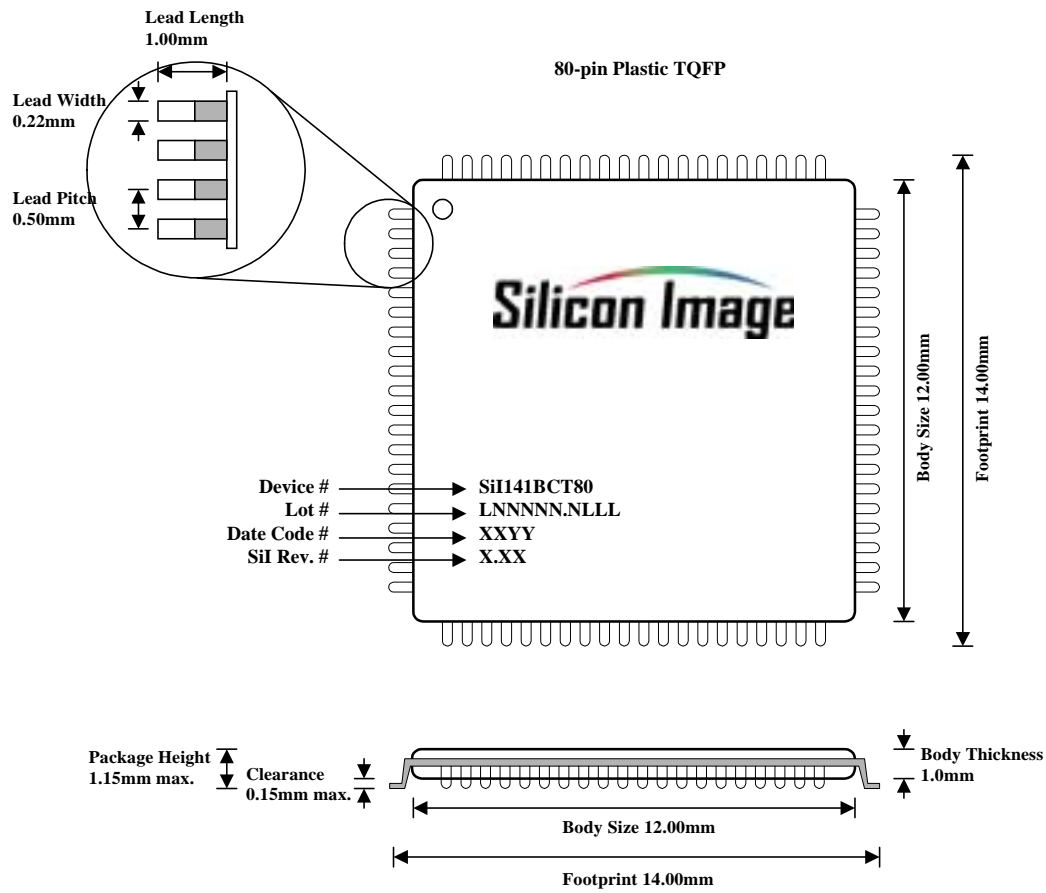 Lead Length
1.00mm
80-pin Plastic TQFP
Lead Width
0.22mm
Lead Pitch
0.50mm
Silicon Image
Body Size 12.00mm
Footprint 14.00mm
Device #
SiI141BCT80
Lot #
LNNNNN.NLLL
Date Code #
XXYY
SiI Rev. #
X.XX
Package Height
1.15mm max.
Clearance
0.15mm max.
Body Thickness
1.0mm
Body Size 12.00mm
Footprint 14.00mm